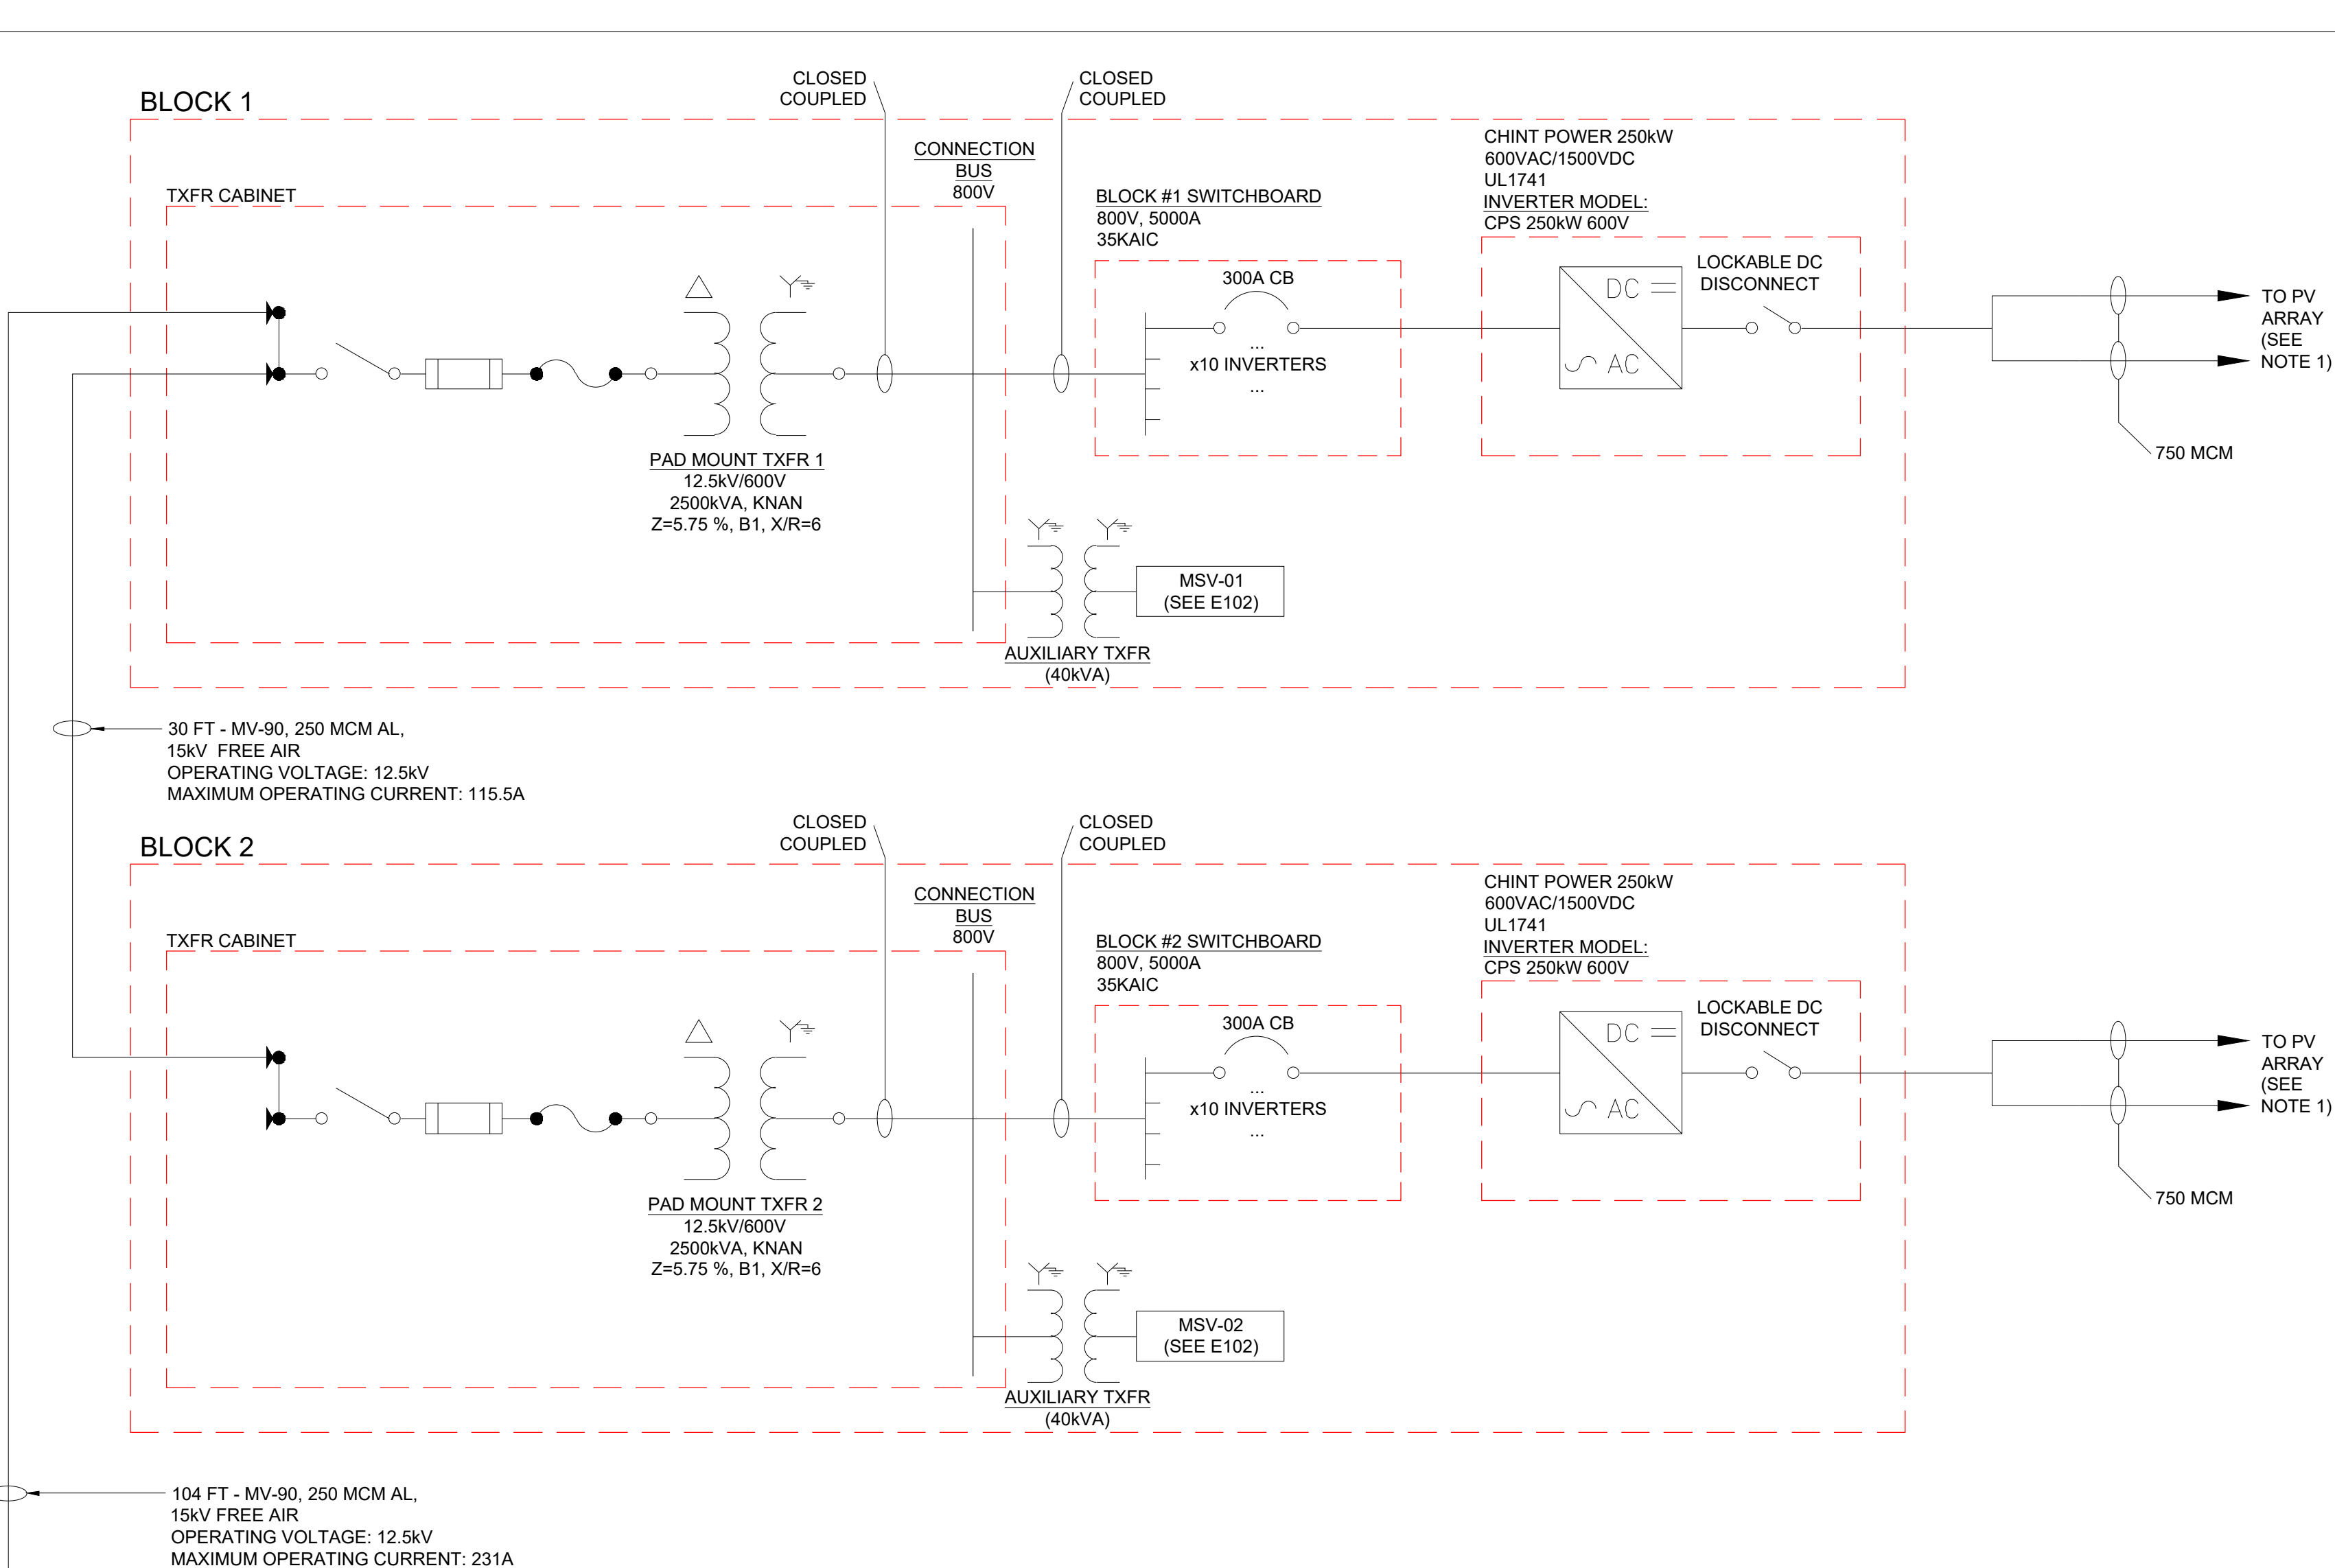 BLOCK 1
CLOSED
COUPLED
CLOSED
COUPLED
TXFR CABINET
CONNECTION
BUS
800V
BLOCK #1 SWITCHBOARD
800V, 5000A
35KAIC
CHINT POWER 250kW
600VAC/1500VDC
UL1741
INVERTER MODEL:
CPS 250kW 600V
300A CB
...
x10 INVERTERS
...
DC
AC
LOCKABLE DC
DISCONNECT
TO PV
ARRAY
(SEE
NOTE 1)
750 MCM
PAD MOUNT TXFR 1
12.5kV/600V
2500kVA, KNAN
Z=5.75 %, B1, X/R=6
MSV-01
(SEE E102)
AUXILIARY TXFR
(40kVA)
30 FT - MV-90, 250 MCM AL,
15kV FREE AIR
OPERATING VOLTAGE: 12.5kV
MAXIMUM OPERATING CURRENT: 115.5A
BLOCK 2
CLOSED
COUPLED
CLOSED
COUPLED
TXFR CABINET
CONNECTION
BUS
800V
BLOCK #2 SWITCHBOARD
800V, 5000A
35KAIC
CHINT POWER 250kW
600VAC/1500VDC
UL1741
INVERTER MODEL:
CPS 250kW 600V
300A CB
...
x10 INVERTERS
...
DC
AC
LOCKABLE DC
DISCONNECT
TO PV
ARRAY
(SEE
NOTE 1)
750 MCM
PAD MOUNT TXFR 2
12.5kV/600V
2500kVA, KNAN
Z=5.75 %, B1, X/R=6
MSV-02
(SEE E102)
AUXILIARY TXFR
(40kVA)
104 FT - MV-90, 250 MCM AL,
15kV FREE AIR
OPERATING VOLTAGE: 12.5kV
MAXIMUM OPERATING CURRENT: 231A